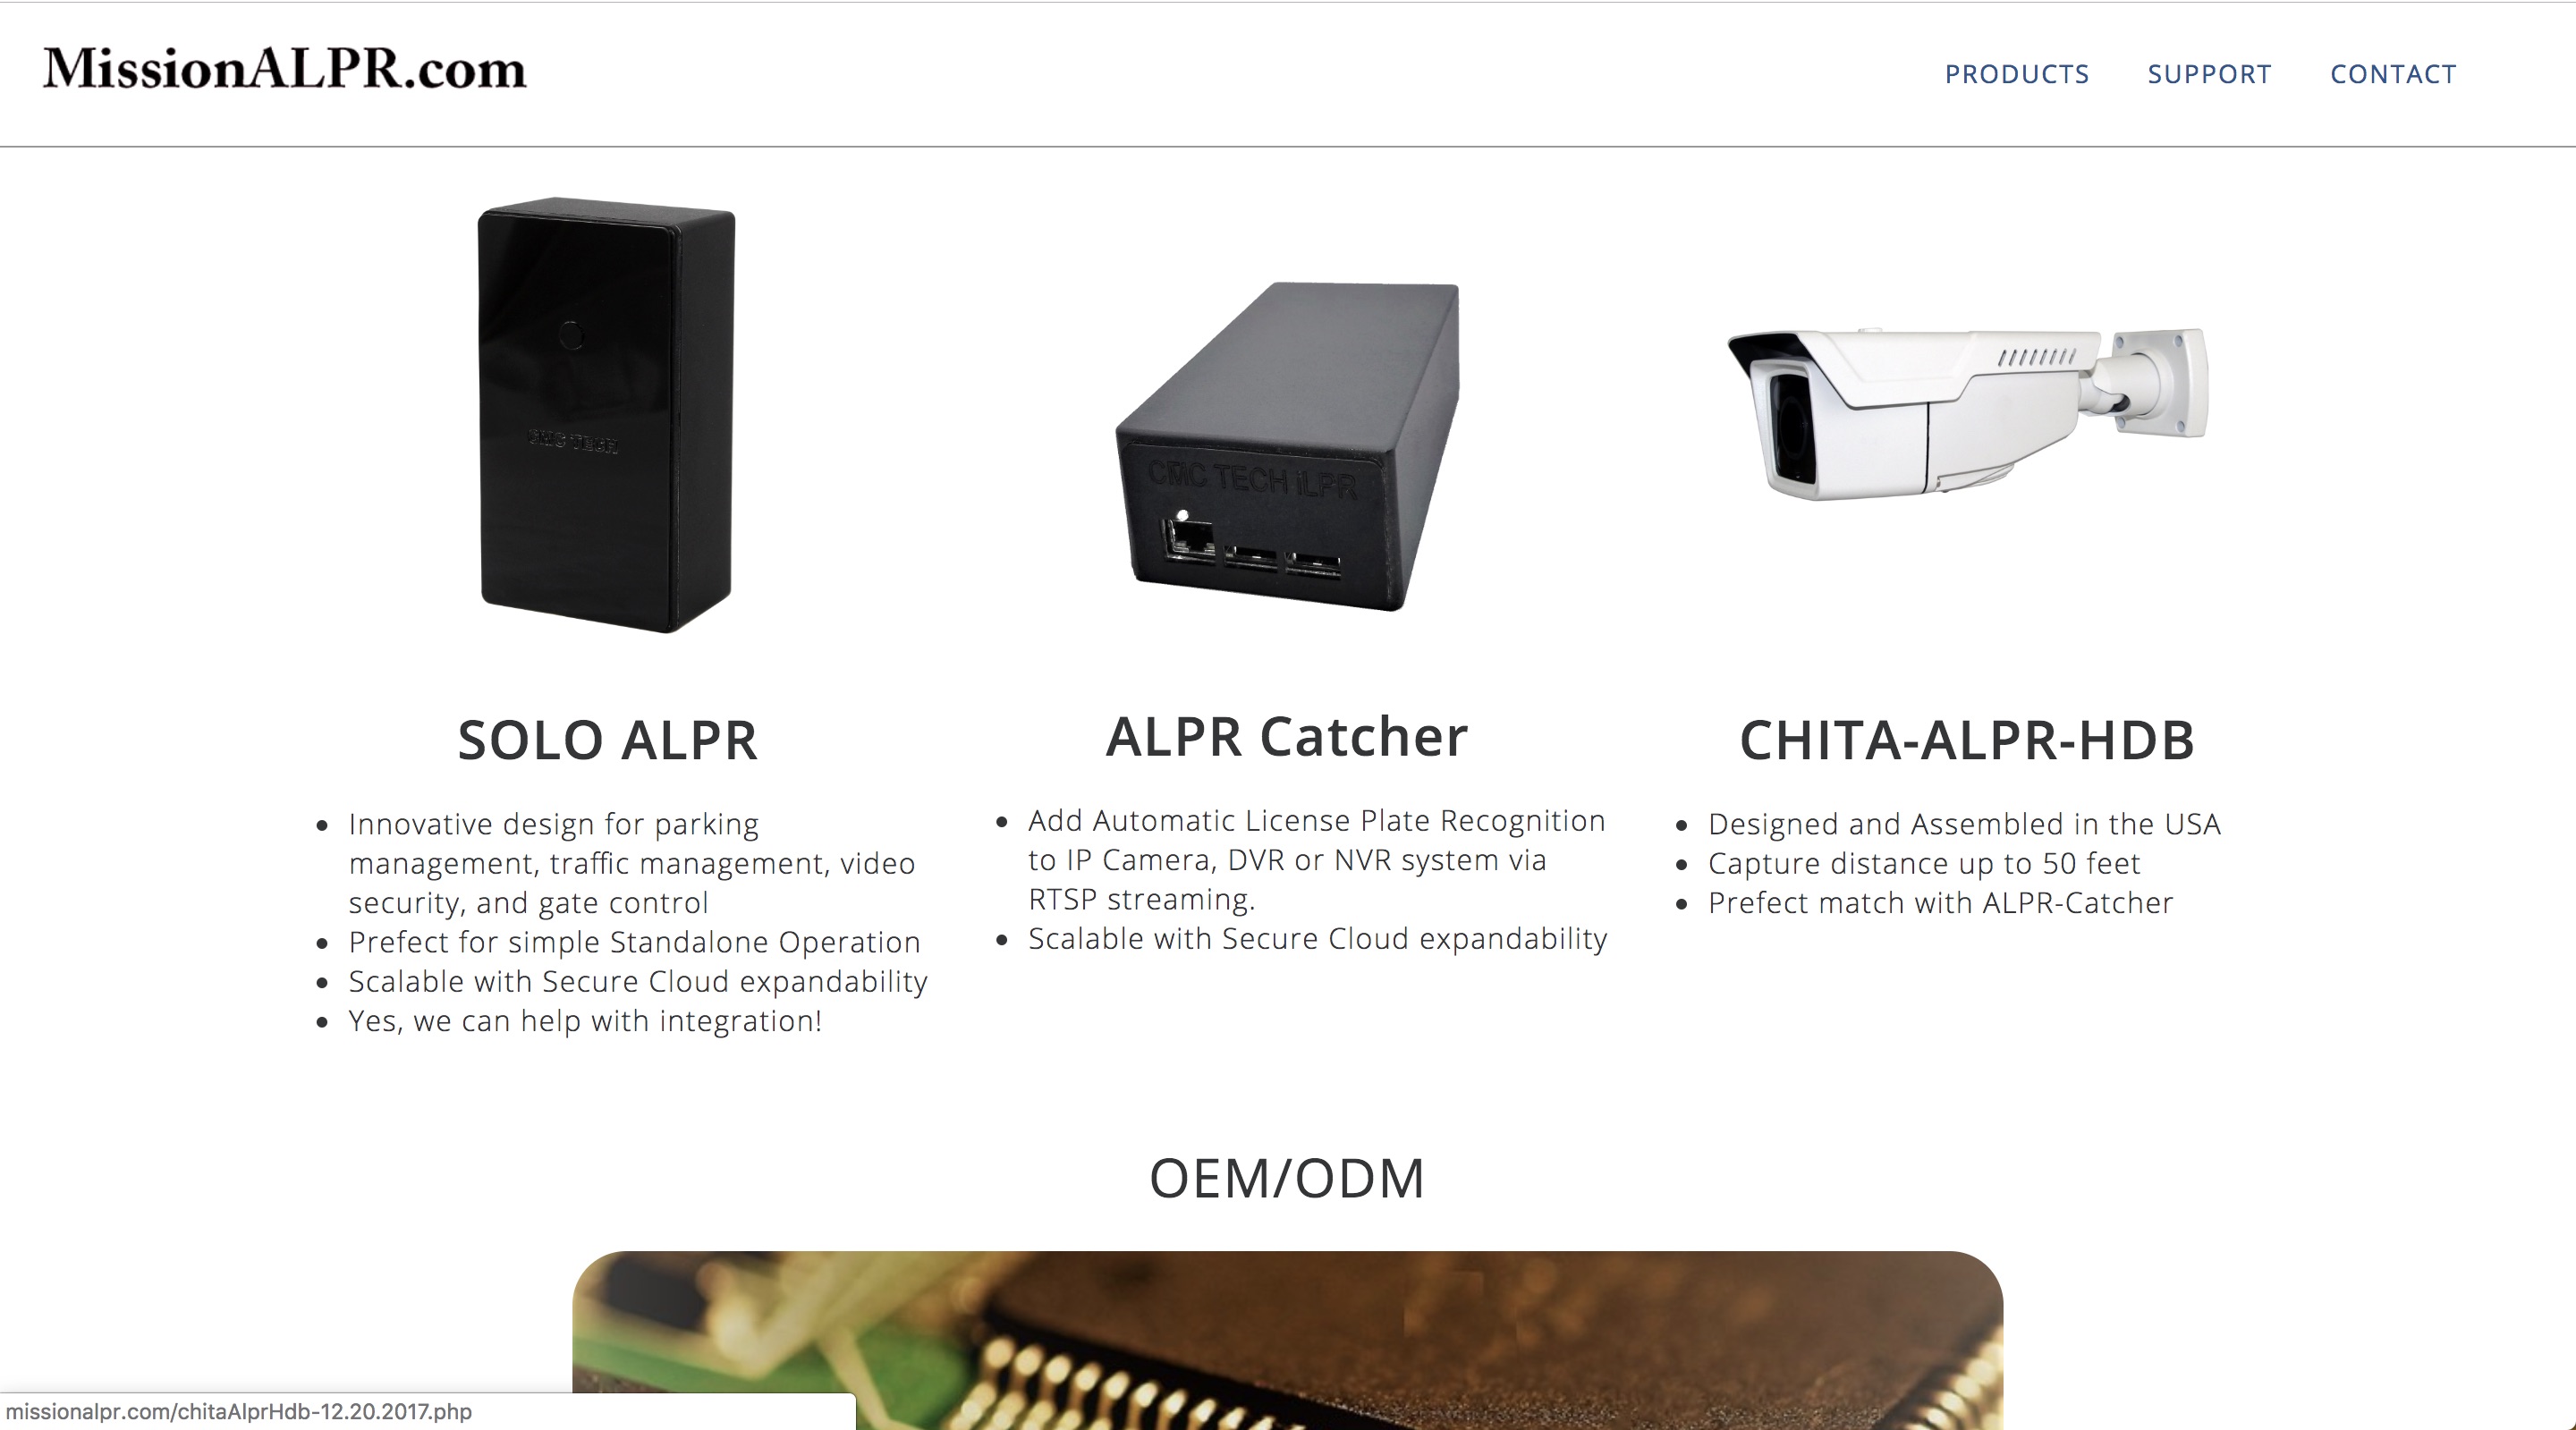 MissionALPR.com
PRODUCTS SUPPORT CONTACT
CMC TECH
CMC TECH iLPR
SOLO ALPR
Innovative design for parking
management, traffic management, video
security, and gate control
Prefect for simple Standalone Operation
Scalable with Secure Cloud expandability
Yes, we can help with integration!
ALPR Catcher
Add Automatic License Plate Recognition
to IP Camera, DVR or NVR system via
RTSP streaming.
Scalable with Secure Cloud expandability
CHITA-ALPR-HDB
Designed and Assembled in the USA
Capture distance up to 50 feet
Prefect match with ALPR-Catcher
OEM/ODM
missionalpr.com/chitaAlprHdb-12.20.2017.php